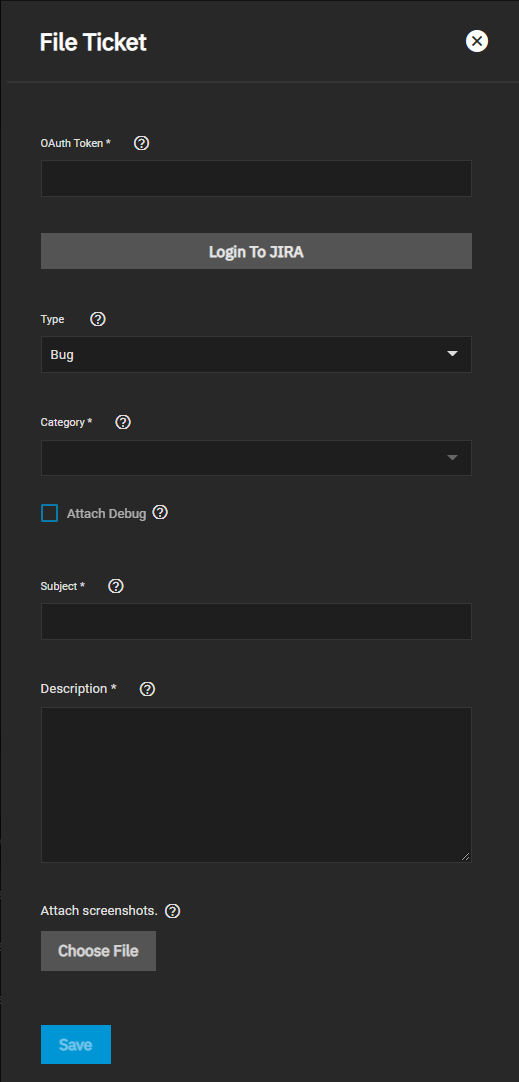 File Ticket
OAuth Token *
Login To JIRA
Type
Bug
Category *
Attach Debug
Subject *
Description *
Attach screenshots.
Choose File
Save